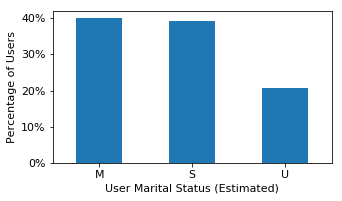 40%
30%
20%
10%
0%
Percentage of Users
M S U
User Marital Status (Estimated)